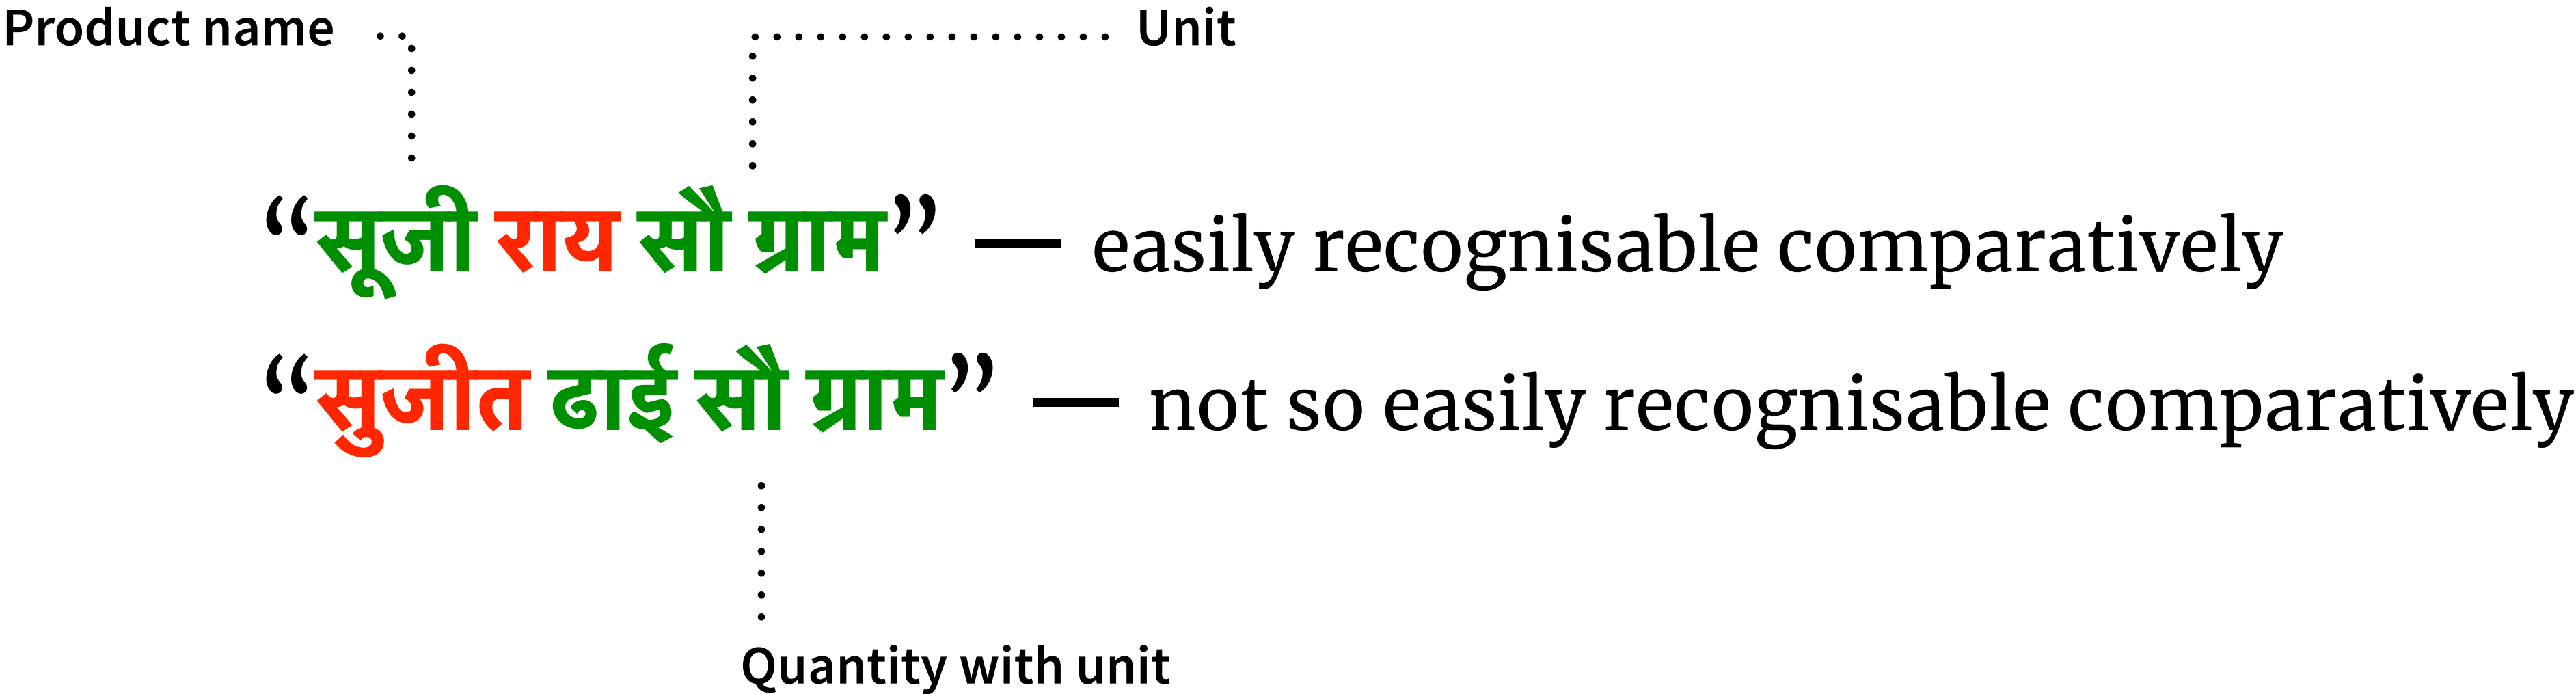 Product name Unit
“सूजी राय सौ ग्राम” — easily recognisable comparatively
“सुजीत ढाई सौ ग्राम” — not so easily recognisable comparatively
Quantity with unit